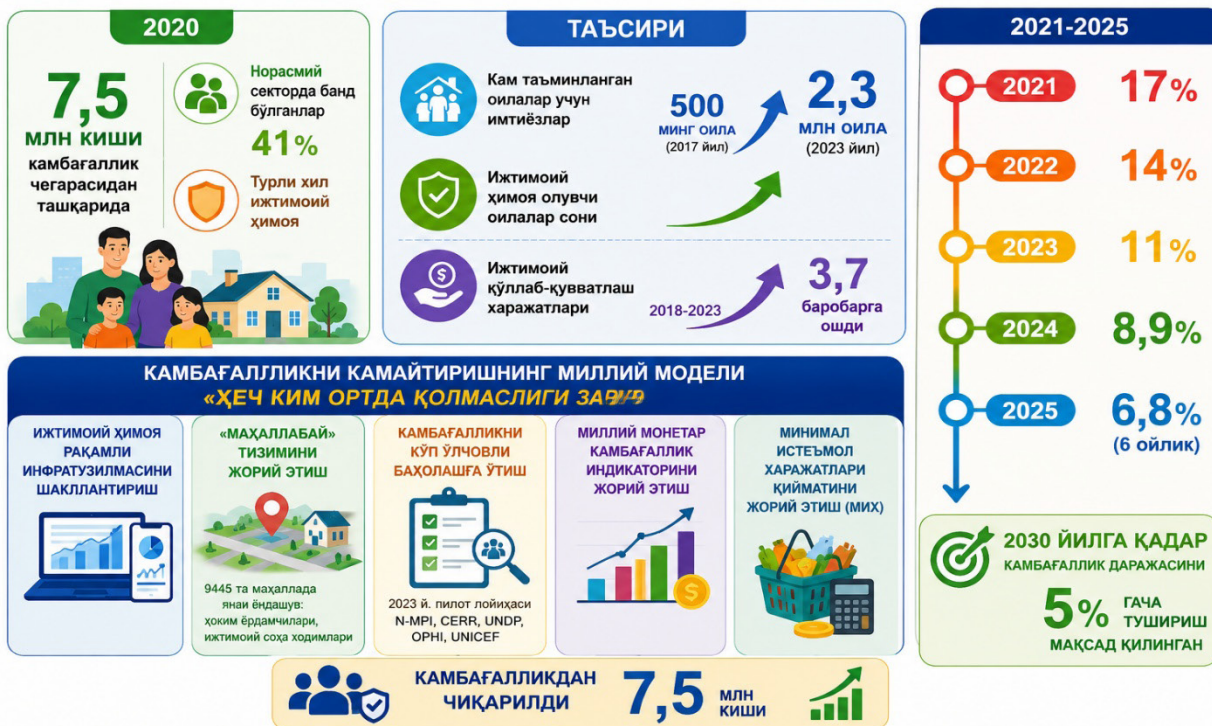 2020
7,5
МЛН КИШИ
камбағаллик
чегарасидан
ташқарида
Норасмий
секторда банд
бўлганлар
41%
Турли хил
ижтимоий
ҳимоя
ТАЪСИРИ
Кам таъминланган
оилалар учун
имтиёзлар
500
МИНГ ОИЛА
(2017 йил)
2,3
МЛН ОИЛА
(2023 йил)
Ижтимоий
ҳимоя олувчи
оилалар сони
Ижтимоий
қўллаб-қувватлаш
харажатлари
2018-2023
3,7
баробарга
ошди
2021-2025
2021 17%
2022 14%
2023 11%
2024 8,9%
2025 6,8%
(6 ойлик)
2030 ЙИЛГА ҚАДАР
КАМБАҒАЛЛИК ДАРАЖАСИНИ
5% ГАЧА
ТУШИРИШ
МАҚСАД ҚИЛИНГАН
КАМБАҒАЛЛИКНИ КАМАЙТИРИШНИНГ МИЛЛИЙ МОДЕЛИ
«ҲЕЧ КИМ ОРТДА ҚОЛМАСЛИГИ
ИЖТИМОИЙ ҲИМОЯ
РАҚАМЛИ
ИНФРАТУЗИЛМАСИНИ
ШАКЛЛАНТИРИШ
«МАҲАЛЛАБАЙ»
ТИЗИМИНИ
ЖОРИЙ ЭТИШ
9445 та маҳаллада
янаи ёндашув:
ҳоким ёрдамчилари,
ижтимоий соҳа ходимлари
КАМБАҒАЛЛИКНИ
КЎП ЎЛЧОВЛИ
БАҲОЛАШГА ЎТИШ
2023 й. пилот лойиҳаси
N-MPI, CERR, UNDP,
OPHI, UNICEF
МИЛЛИЙ МОНЕТАР
КАМБАҒАЛЛИК
ИНДИКАТОРИНИ
ЖОРИЙ ЭТИШ
МИНИМАЛ
ИСТЕЪМОЛ
ХАРАЖАТЛАРИ
ҚИЙМАТИНИ
ЖОРИЙ ЭТИШ (МИХ)
КАМБАҒАЛЛИКДАН
ЧИҚАРИЛДИ
7,5
МЛН
КИШИ